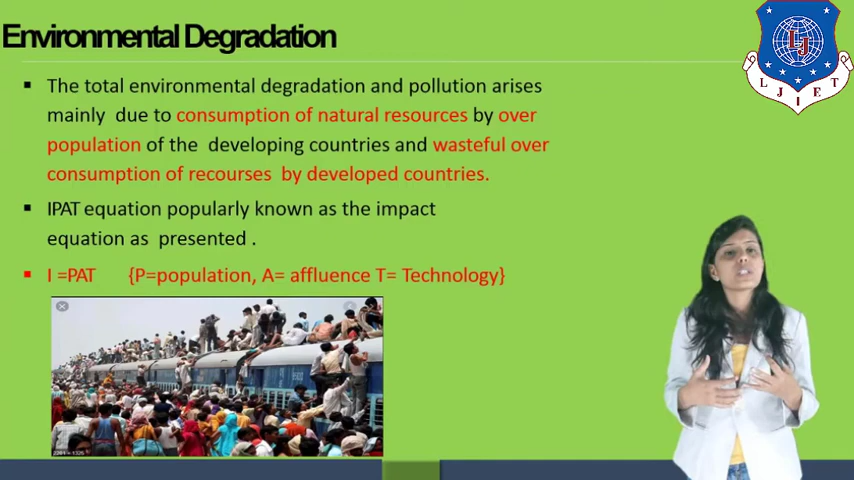 Environmental Degradation
▪ The total environmental degradation and pollution arises
mainly due to consumption of natural resources by over
population of the developing countries and wasteful over
consumption of recourses by developed countries.
▪ IPAT equation popularly known as the impact
equation as presented .
▪ I =PAT {P=population, A= affluence T= Technology}
LJ
L J I E T